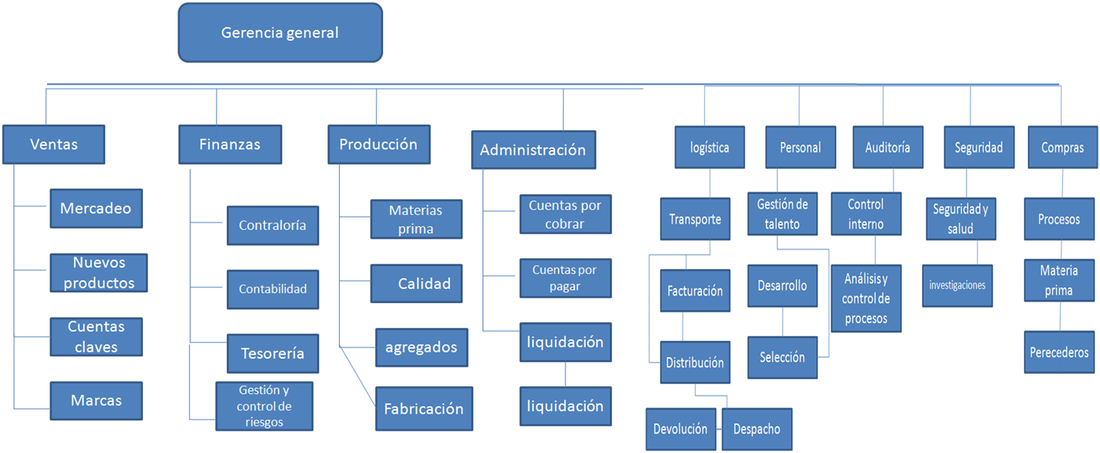 Gerencia general
Ventas
Mercadeo
Nuevos
productos
Cuentas
claves
Marcas
Finanzas
Contraloría
Contabilidad
Tesorería
Gestión y
control de
riesgos
Producción
Materias
prima
Calidad
agregados
Fabricación
Administración
Cuentas por
cobrar
Cuentas por
pagar
liquidación
liquidación
logística
Transporte
Facturación
Distribución
Devolución
Despacho
Personal
Gestión de
talento
Desarrollo
Selección
Auditoría
Control
interno
Análisis y
control de
procesos
Seguridad
Seguridad y
salud
investigaciones
Compras
Procesos
Materia
prima
Perecederos